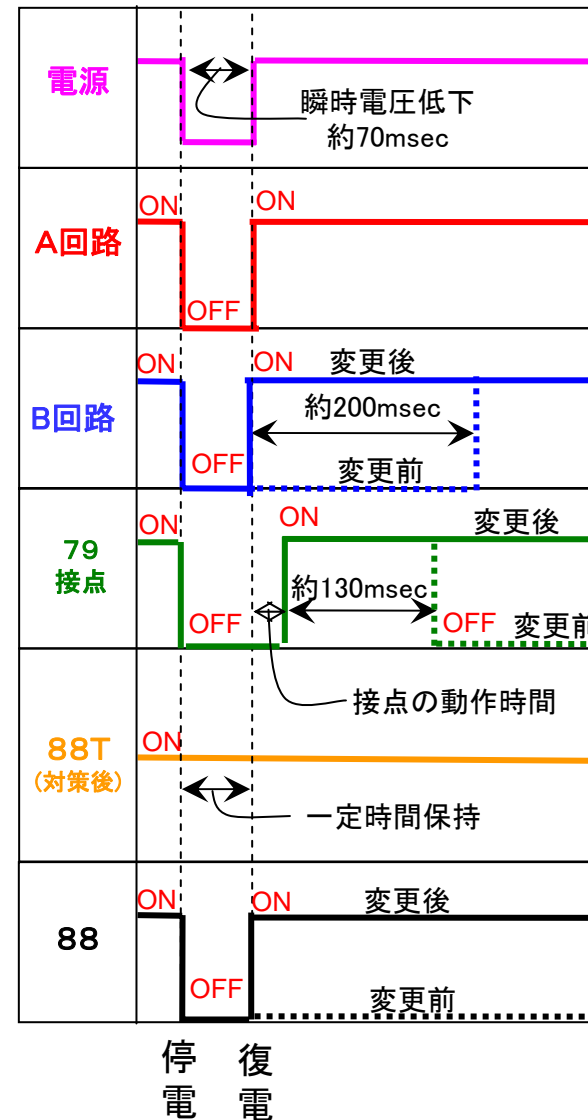 電源
瞬時電圧低下
約70msec
ON ON
A回路
OFF
ON ON 変更後
約200msec
B回路
OFF
変更前
ON ON 変更後
79
接点
約130msec
OFF OFF 変更前
接点の動作時間
ON
88T
(対策後)
一定時間保持
ON ON 変更後
88
OFF
変更前
停電 復電